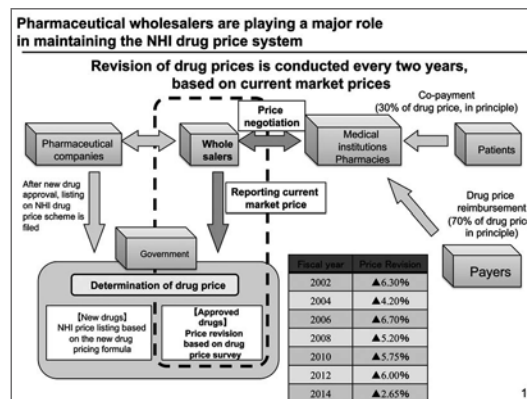 Pharmaceutical wholesalers are playing a major role
in maintaining the NHI drug price system
Revision of drug prices is conducted every two years,
based on current market prices
Co-payment
(30% of drug price, in principle)
Price
negotiation
Pharmaceutical
companies
Whole
salers
Medical
institutions
Pharmacies
Patients
After new drug
approval, listing
on NHI drug
price scheme is
filed
Reporting current
market price
Drug price
reimbursement
(70% of drug price
in principle)
Government
Payers
Determination of drug price
【New drugs】
NHI price listing based
on the new drug
pricing formula
【Approved
drugs】
Price revision
based on drug
price survey
Fiscal year Price Revision
2002 ▲6.30%
2004 ▲4.20%
2006 ▲6.70%
2008 ▲5.20%
2010 ▲5.75%
2012 ▲6.00%
2014 ▲2.65%
1